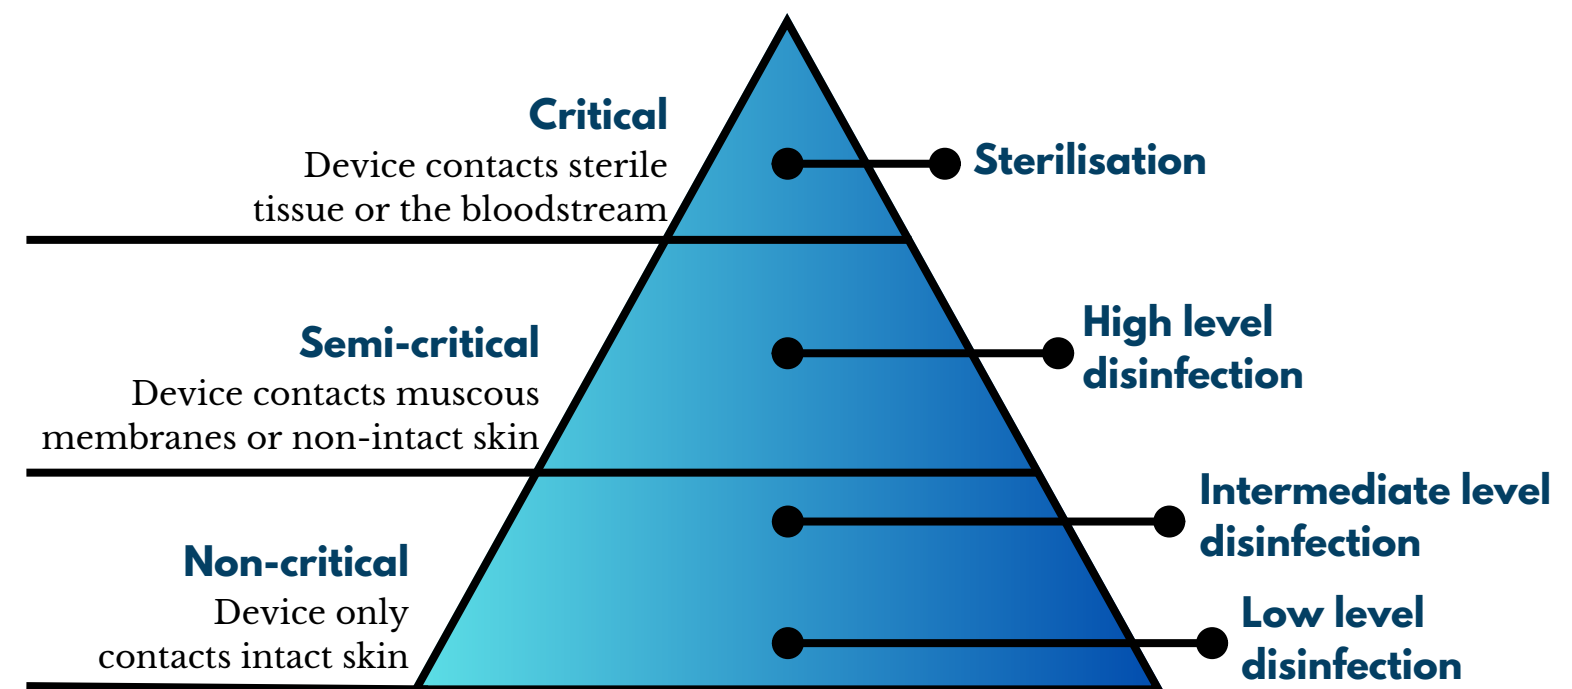 Critical
Device contacts sterile
tissue or the bloodstream
Sterilisation
Semi-critical
Device contacts muscous
membranes or non-intact skin
High level
disinfection
Non-critical
Device only
contacts intact skin
Intermediate level
disinfection
Low level
disinfection